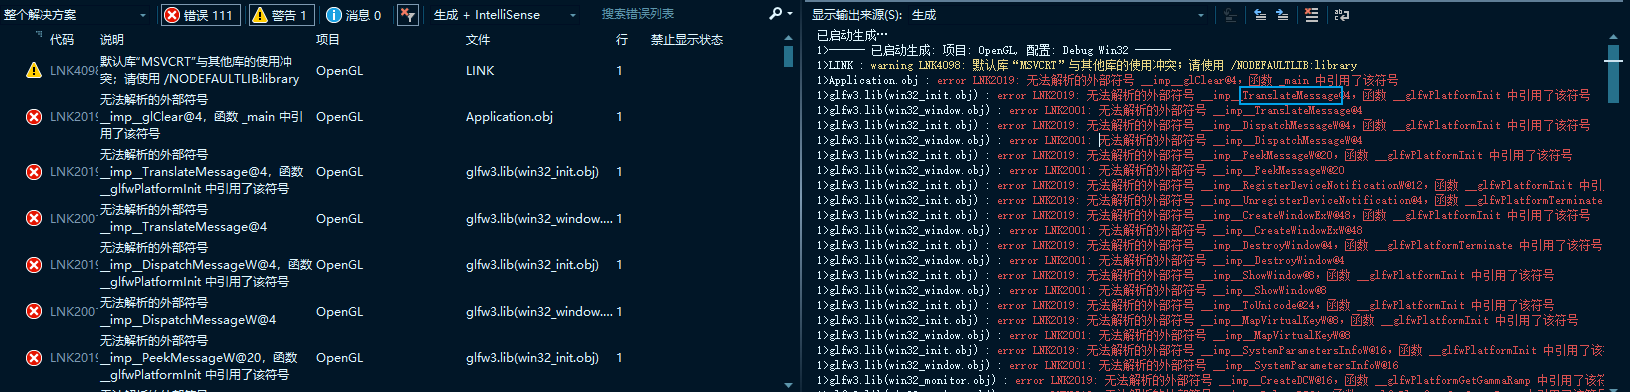 整个解决方案
错误 111
警告 1
消息 0
生成 + IntelliSense
搜索错误列表
代码 说明 项目 文件 行 禁止显示状态
LNK4098 默认库“MSVCRT”与其他库的使用冲突；请使用 /NODEFAULTLIB:library OpenGL LINK 1
LNK2019 无法解析的外部符号 __imp__glClear@4，函数 _main 中引用了该符号 OpenGL Application.obj 1
LNK2019 无法解析的外部符号 __imp__TranslateMessage@4，函数 __glfwPlatformInit 中引用了该符号 OpenGL glfw3.lib(win32_init.obj) 1
LNK200 无法解析的外部符号 __imp__TranslateMessage@4 OpenGL glfw3.lib(win32_window.... 1
LNK2019 无法解析的外部符号 __imp__DispatchMessageW@4，函数 __glfwPlatformInit 中引用了该符号 OpenGL glfw3.lib(win32_init.obj) 1
LNK200 无法解析的外部符号 __imp__DispatchMessageW@4 OpenGL glfw3.lib(win32_window.... 1
LNK2019 无法解析的外部符号 __imp__PeekMessageW@20，函数 __glfwPlatformInit 中引用了该符号 OpenGL glfw3.lib(win32_init.obj) 1
显示输出来源(S): 生成
已启动生成…
1>------ 已启动生成: 项目: OpenGL, 配置: Debug Win32 ------
1>LINK : warning LNK4098: 默认库“MSVCRT”与其他库的使用冲突；请使用 /NODEFAULTLIB:library
1>Application.obj : error LNK2019: 无法解析的外部符号 __imp__glClear@4，函数 _main 中引用了该符号
1>glfw3.lib(win32_init.obj) : error LNK2019: 无法解析的外部符号 __imp__TranslateMessage@4，函数 __glfwPlatformInit 中引用了该符号
1>glfw3.lib(win32_window.obj) : error LNK2001: 无法解析的外部符号 __imp__TranslateMessage@4
1>glfw3.lib(win32_init.obj) : error LNK2019: 无法解析的外部符号 __imp__DispatchMessageW@4，函数 __glfwPlatformInit 中引用了该符号
1>glfw3.lib(win32_window.obj) : error LNK2001: 无法解析的外部符号 __imp__DispatchMessageW@4
1>glfw3.lib(win32_init.obj) : error LNK2019: 无法解析的外部符号 __imp__PeekMessageW@20，函数 __glfwPlatformInit 中引用了该符号
1>glfw3.lib(win32_window.obj) : error LNK2001: 无法解析的外部符号 __imp__PeekMessageW@20
1>glfw3.lib(win32_init.obj) : error LNK2019: 无法解析的外部符号 __imp__RegisterDeviceNotificationW@12，函数 __glfwPlatformInit 中引
1>glfw3.lib(win32_init.obj) : error LNK2019: 无法解析的外部符号 __imp__UnregisterDeviceNotification@4，函数 __glfwPlatformTerminate
1>glfw3.lib(win32_init.obj) : error LNK2019: 无法解析的外部符号 __imp__CreateWindowExW@48，函数 __glfwPlatformInit 中引用了该符号
1>glfw3.lib(win32_window.obj) : error LNK2001: 无法解析的外部符号 __imp__CreateWindowExW@48
1>glfw3.lib(win32_init.obj) : error LNK2019: 无法解析的外部符号 __imp__DestroyWindow@4，函数 __glfwPlatformTerminate 中引用了该符号
1>glfw3.lib(win32_window.obj) : error LNK2001: 无法解析的外部符号 __imp__DestroyWindow@4
1>glfw3.lib(win32_init.obj) : error LNK2019: 无法解析的外部符号 __imp__ShowWindow@8，函数 __glfwPlatformInit 中引用了该符号
1>glfw3.lib(win32_window.obj) : error LNK2001: 无法解析的外部符号 __imp__ShowWindow@8
1>glfw3.lib(win32_init.obj) : error LNK2019: 无法解析的外部符号 __imp__ToUnicode@24，函数 __glfwPlatformInit 中引用了该符号
1>glfw3.lib(win32_init.obj) : error LNK2019: 无法解析的外部符号 __imp__MapVirtualKeyW@8，函数 __glfwPlatformInit 中引用了该符号
1>glfw3.lib(win32_window.obj) : error LNK2001: 无法解析的外部符号 __imp__MapVirtualKeyW@8
1>glfw3.lib(win32_init.obj) : error LNK2019: 无法解析的外部符号 __imp__SystemParametersInfoW@16，函数 __glfwPlatformInit 中引用了该符号
1>glfw3.lib(win32_window.obj) : error LNK2001: 无法解析的外部符号 __imp__SystemParametersInfoW@16
1>glfw3.lib(win32_monitor.obj) : error LNK2019: 无法解析的外部符号 __imp__CreateDCW@16，函数 __glfwPlatformGetGammaRamp 中引用了该符